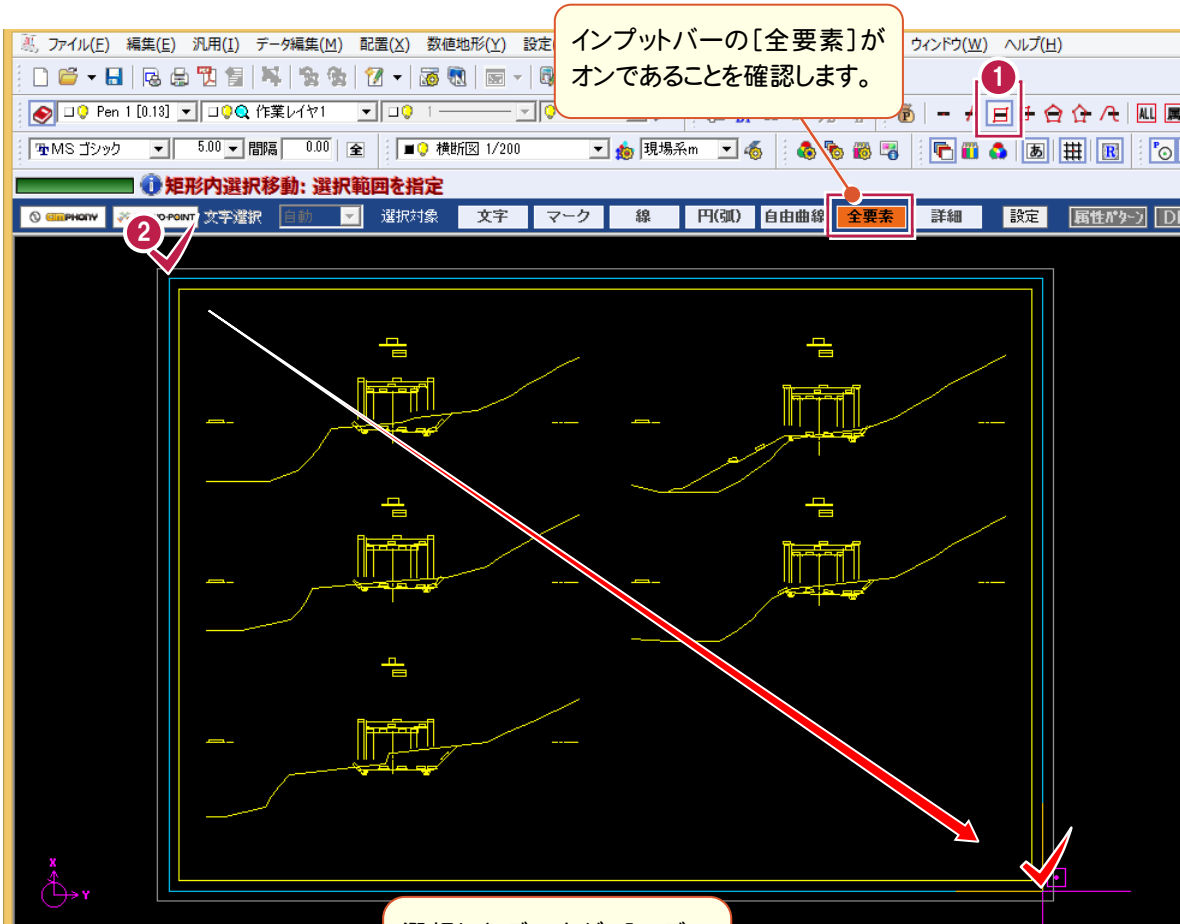 インプットバーの[全要素]が
オンであることを確認します。
ファイル(F) 編集(E) 汎用(I) データ編集(M) 配置(X) 数値地形(Y) 設定 ウィンドウ(W) ヘルプ(H)
1
Pen 1 [0.13] 作業レイヤ1 1 ALL
MS ゴシック 5.00 間隔 0.00 全 横断図 1/200 現場系m あ R
矩形内選択移動: 選択範囲を指定
文字選択 自動 選択対象 文字 マーク 線 円(弧) 自由曲線 全要素 詳細 設定 属性パターン
2
X
Y